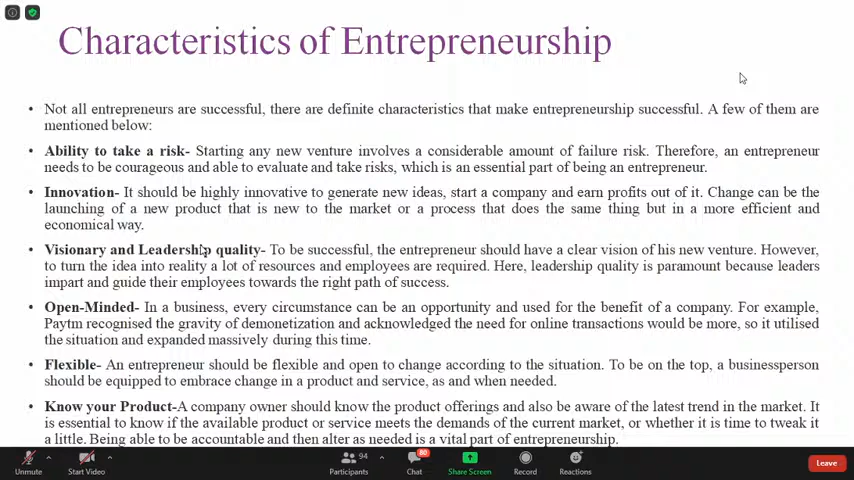 Characteristics of Entrepreneurship
• Not all entrepreneurs are successful, there are definite characteristics that make entrepreneurship successful. A few of them are
mentioned below:
• Ability to take a risk- Starting any new venture involves a considerable amount of failure risk. Therefore, an entrepreneur
needs to be courageous and able to evaluate and take risks, which is an essential part of being an entrepreneur.
• Innovation- It should be highly innovative to generate new ideas, start a company and earn profits out of it. Change can be the
launching of a new product that is new to the market or a process that does the same thing but in a more efficient and
economical way.
• Visionary and Leadership quality- To be successful, the entrepreneur should have a clear vision of his new venture. However,
to turn the idea into reality a lot of resources and employees are required. Here, leadership quality is paramount because leaders
impart and guide their employees towards the right path of success.
• Open-Minded- In a business, every circumstance can be an opportunity and used for the benefit of a company. For example,
Paytm recognised the gravity of demonetization and acknowledged the need for online transactions would be more, so it utilised
the situation and expanded massively during this time.
• Flexible- An entrepreneur should be flexible and open to change according to the situation. To be on the top, a businessperson
should be equipped to embrace change in a product and service, as and when needed.
• Know your Product-A company owner should know the product offerings and also be aware of the latest trend in the market. It
is essential to know if the available product or service meets the demands of the current market, or whether it is time to tweak it
a little. Being able to be accountable and then alter as needed is a vital part of entrepreneurship.
94 80
Unmute Start Video Participants Chat Share Screen Record Reactions Leave